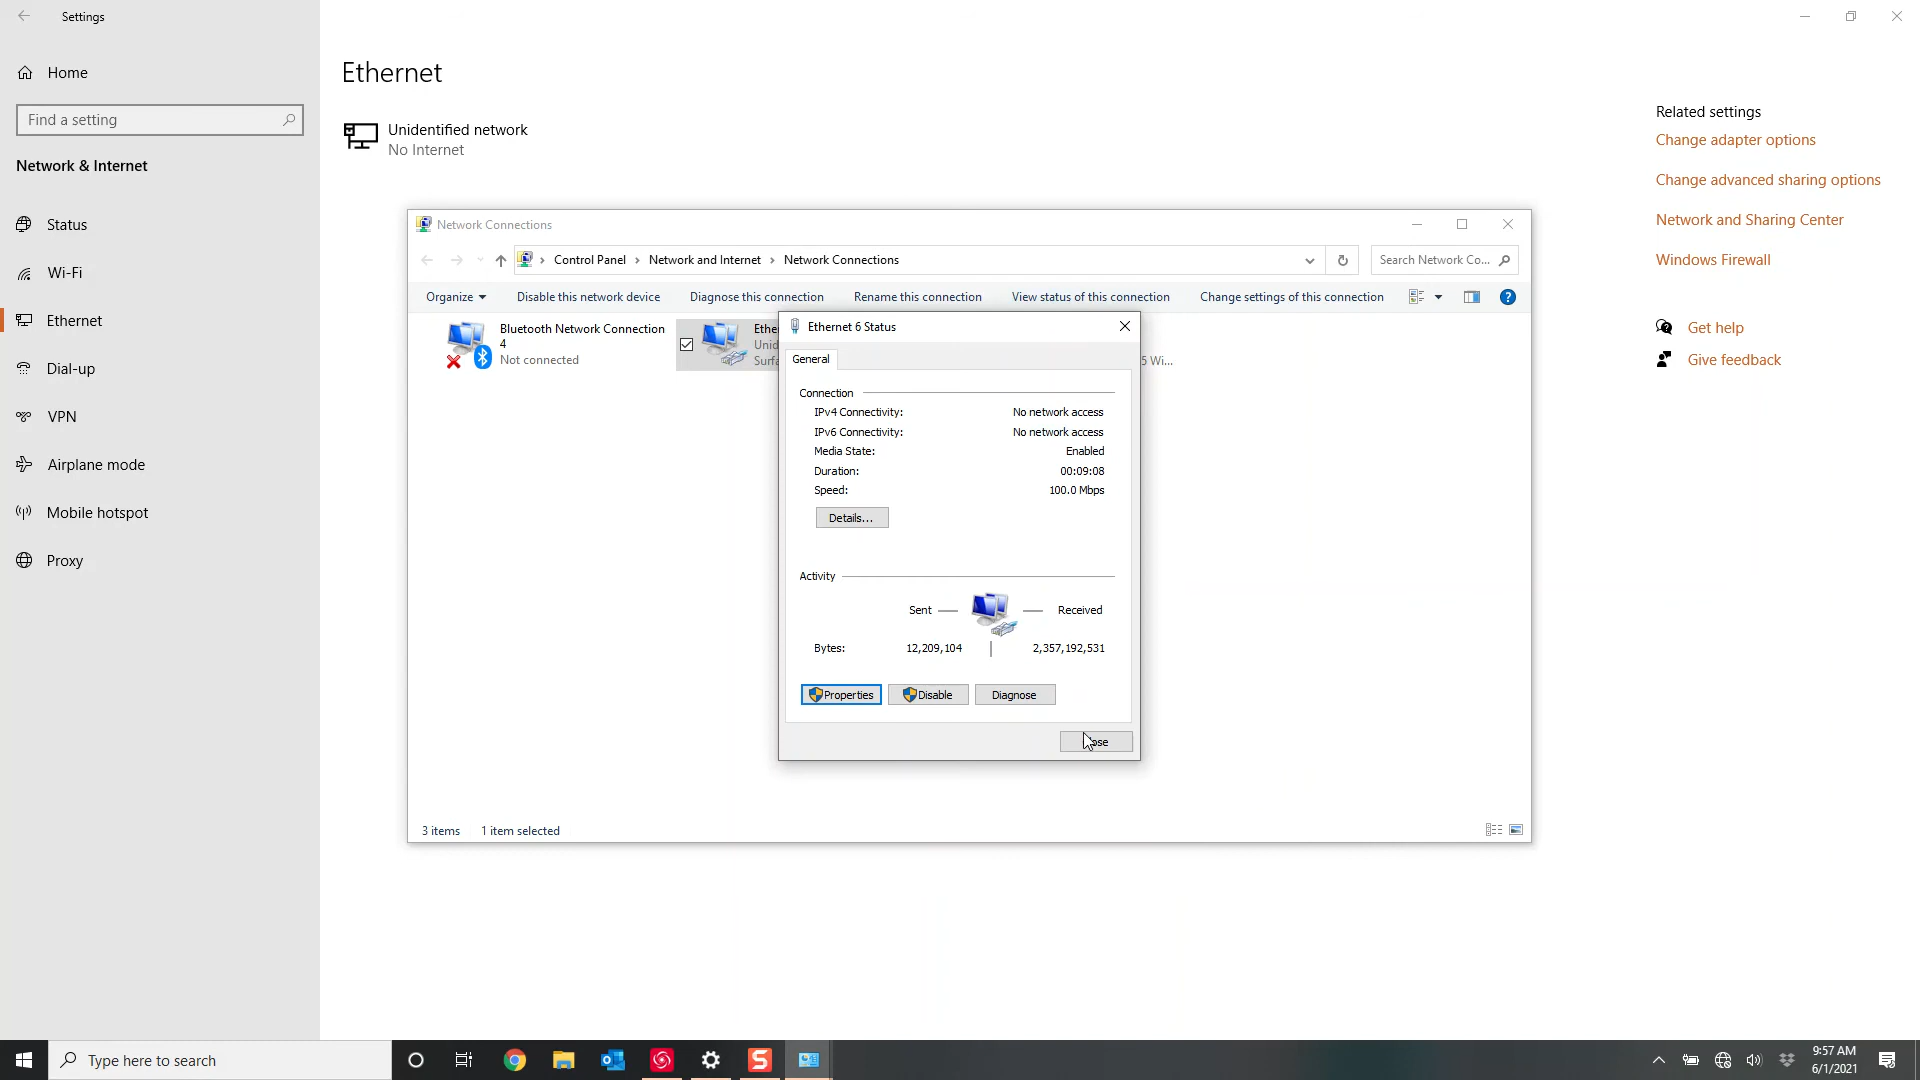 Settings
Home
Find a setting
Network & Internet
Status
Wi-Fi
Ethernet
Dial-up
VPN
Airplane mode
Mobile hotspot
Proxy
Ethernet
Unidentified network
No Internet
Related settings
Change adapter options
Change advanced sharing options
Network and Sharing Center
Windows Firewall
Get help
Give feedback
Network Connections
Control Panel > Network and Internet > Network Connections
Search Network Co...
Organize
Disable this network device
Diagnose this connection
Rename this connection
View status of this connection
Change settings of this connection
Bluetooth Network Connection
4
Not connected
Ethe
Unid
Surfa
5 Wi...
Ethernet 6 Status
General
Connection
IPv4 Connectivity: No network access
IPv6 Connectivity: No network access
Media State: Enabled
Duration: 00:09:08
Speed: 100.0 Mbps
Details...
Activity
Sent — — Received
Bytes: 12,209,104 | 2,357,192,531
Properties
Disable
Diagnose
ose
3 items
1 item selected
Type here to search
9:57 AM
6/1/2021